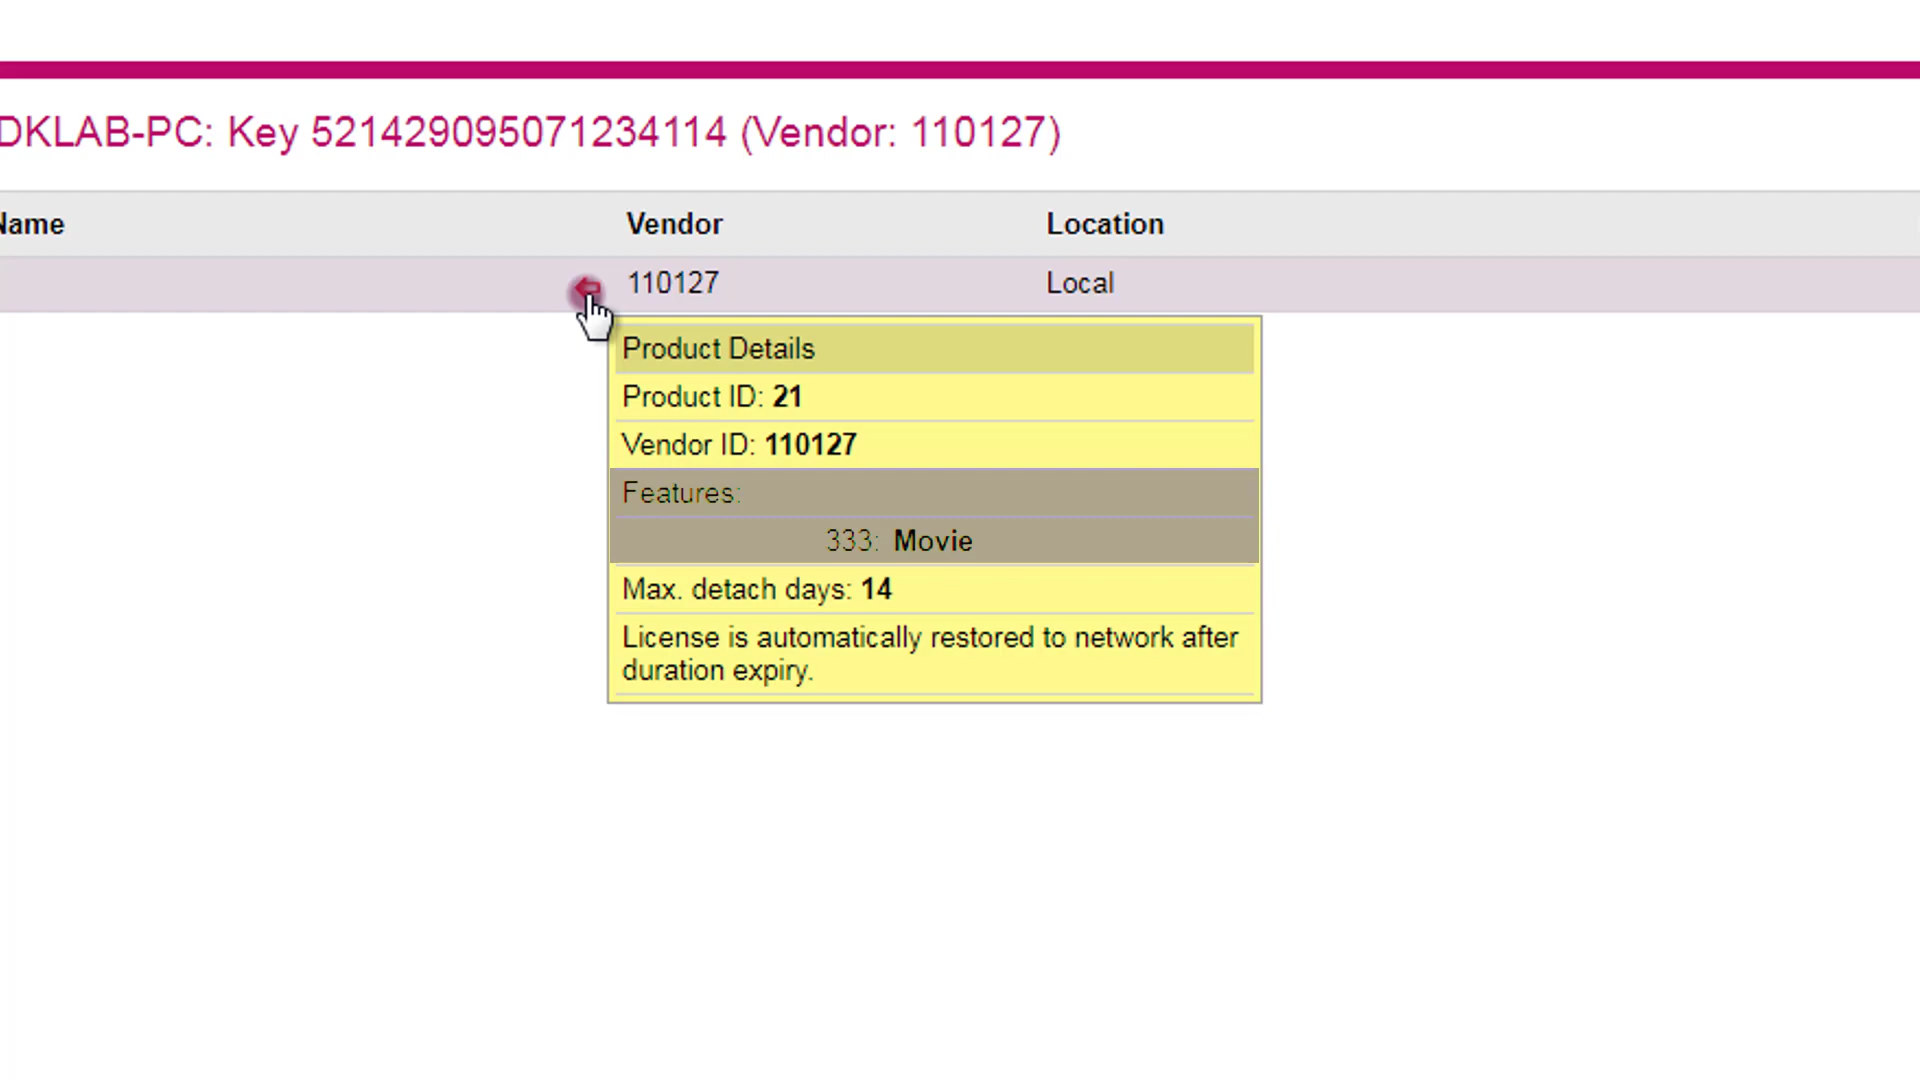 DKLAB-PC: Key 521429095071234114 (Vendor: 110127)
Name Vendor Location
110127 Local
Product Details
Product ID: 21
Vendor ID: 110127
Features:
333: Movie
Max. detach days: 14
License is automatically restored to network after
duration expiry.